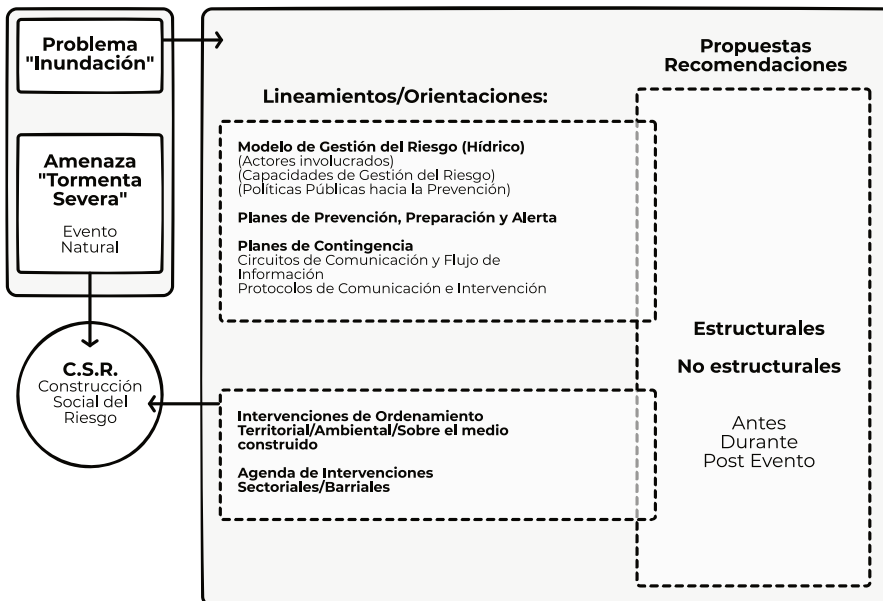 Problema
"Inundación"
Amenaza
"Tormenta
Severa"
Evento
Natural
C.S.R.
Construcción
Social del
Riesgo
Lineamientos/Orientaciones:
Modelo de Gestión del Riesgo (Hídrico)
(Actores involucrados)
(Capacidades de Gestión del Riesgo)
(Políticas Públicas hacia la Prevención)
Planes de Prevención, Preparación y Alerta
Planes de Contingencia
Circuitos de Comunicación y Flujo de
Información
Protocolos de Comunicación e Intervención
Intervenciones de Ordenamiento
Territorial/Ambiental/Sobre el medio
construido
Agenda de Intervenciones
Sectoriales/Barriales
Propuestas
Recomendaciones
Estructurales
No estructurales
Antes
Durante
Post Evento